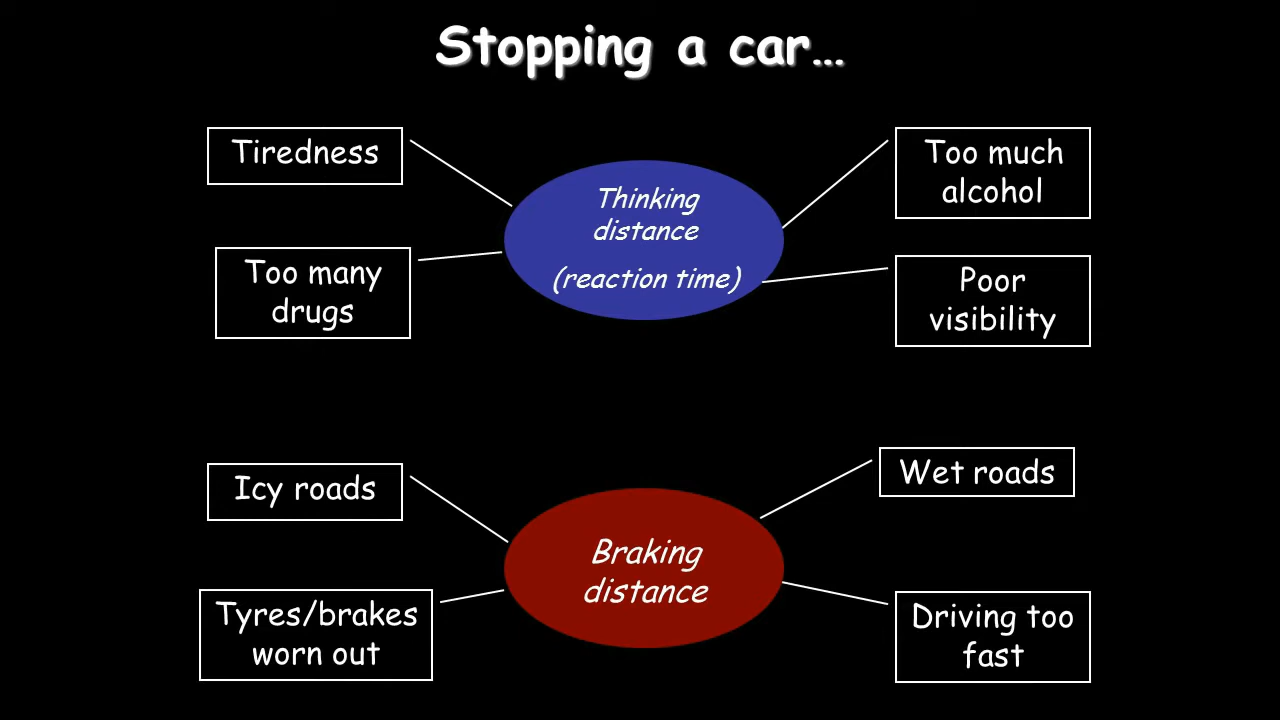 Stopping a car…
Tiredness
Too much
alcohol
Thinking
distance
(reaction time)
Too many
drugs
Poor
visibility
Icy roads
Wet roads
Braking
distance
Tyres/brakes
worn out
Driving too
fast